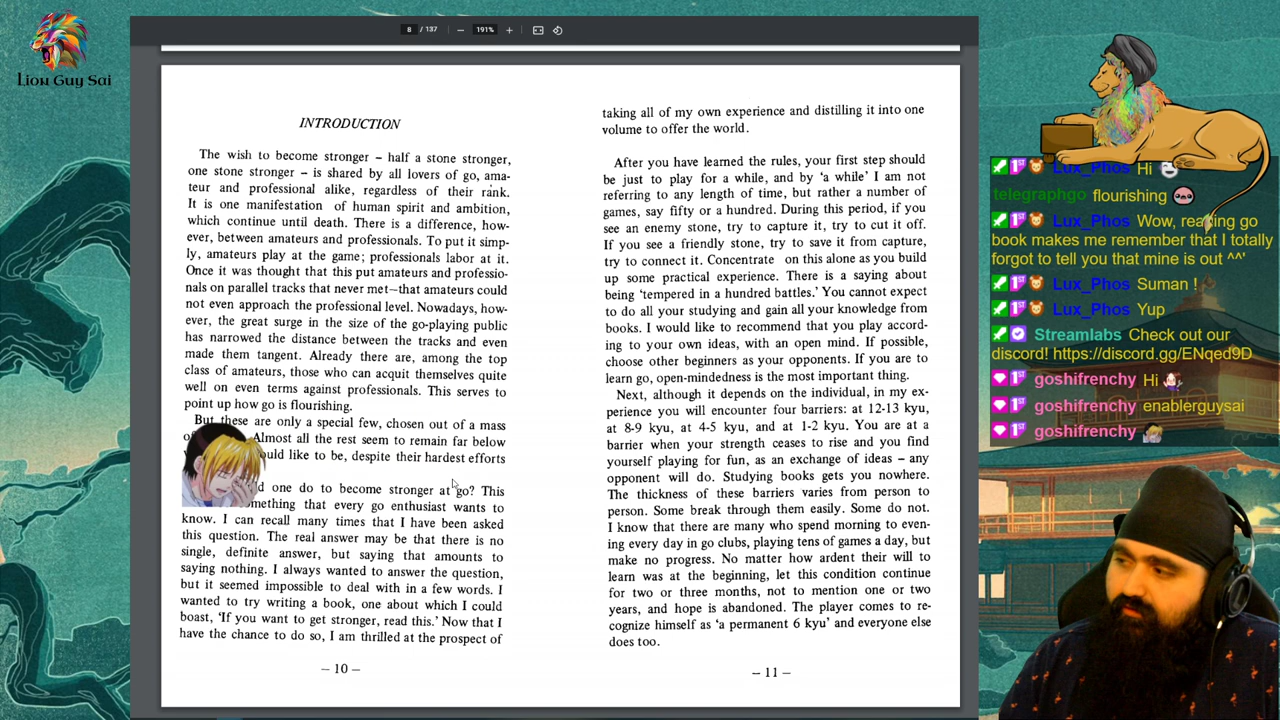 Lion Guy Sai
8 / 137
191%
INTRODUCTION
The wish to become stronger – half a stone stronger,
one stone stronger – is shared by all lovers of go, ama-
teur and professional alike, regardless of their rank.
It is one manifestation of human spirit and ambition,
which continue until death. There is a difference, how-
ever, between amateurs and professionals. To put it simp-
ly, amateurs play at the game; professionals labor at it.
Once it was thought that this put amateurs and professio-
nals on parallel tracks that never met—that amateurs could
not even approach the professional level. Nowadays, how-
ever, the great surge in the size of the go-playing public
has narrowed the distance between the tracks and even
made them tangent. Already there are, among the top
class of amateurs, those who can acquit themselves quite
well on even terms against professionals. This serves to
point up how go is flourishing.
But these are only a special few, chosen out of a mass
Almost all the rest seem to remain far below
ould like to be, despite their hardest efforts
d one do to become stronger at go? This
mething that every go enthusiast wants to
know. I can recall many times that I have been asked
this question. The real answer may be that there is no
single, definite answer, but saying that amounts to
saying nothing. I always wanted to answer the question,
but it seemed impossible to deal with in a few words. I
wanted to try writing a book, one about which I could
boast, 'If you want to get stronger, read this.' Now that I
have the chance to do so, I am thrilled at the prospect of
– 10 –
taking all of my own experience and distilling it into one
volume to offer the world.
After you have learned the rules, your first step should
be just to play for a while, and by 'a while' I am not
referring to any length of time, but rather a number of
games, say fifty or a hundred. During this period, if you
see an enemy stone, try to capture it, try to cut it off.
If you see a friendly stone, try to save it from capture,
try to connect it. Concentrate on this alone as you build
up some practical experience. There is a saying about
being 'tempered in a hundred battles.' You cannot expect
to do all your studying and gain all your knowledge from
books. I would like to recommend that you play accord-
ing to your own ideas, with an open mind. If possible,
choose other beginners as your opponents. If you are to
learn go, open-mindedness is the most important thing.
Next, although it depends on the individual, in my ex-
perience you will encounter four barriers: at 12-13 kyu,
at 8-9 kyu, at 4-5 kyu, and at 1-2 kyu. You are at a
barrier when your strength ceases to rise and you find
yourself playing for fun, as an exchange of ideas – any
opponent will do. Studying books gets you nowhere.
The thickness of these barriers varies from person to
person. Some break through them easily. Some do not.
I know that there are many who spend morning to even-
ing every day in go clubs, playing tens of games a day, but
make no progress. No matter how ardent their will to
learn was at the beginning, let this condition continue
for two or three months, not to mention one or two
years, and hope is abandoned. The player comes to re-
cognize himself as 'a permanent 6 kyu' and everyone else
does too.
– 11 –
Lux_Phos Hi
telegraphgo flourishing
Lux_Phos Wow, reading go
book makes me remember that I totally
forgot to tell you that mine is out ^^'
Lux_Phos Suman !
Lux_Phos Yup
Streamlabs Check out our
discord! https://discord.gg/ENqed9D
goshifrenchy Hi
goshifrenchy enablerguysai
goshifrenchy